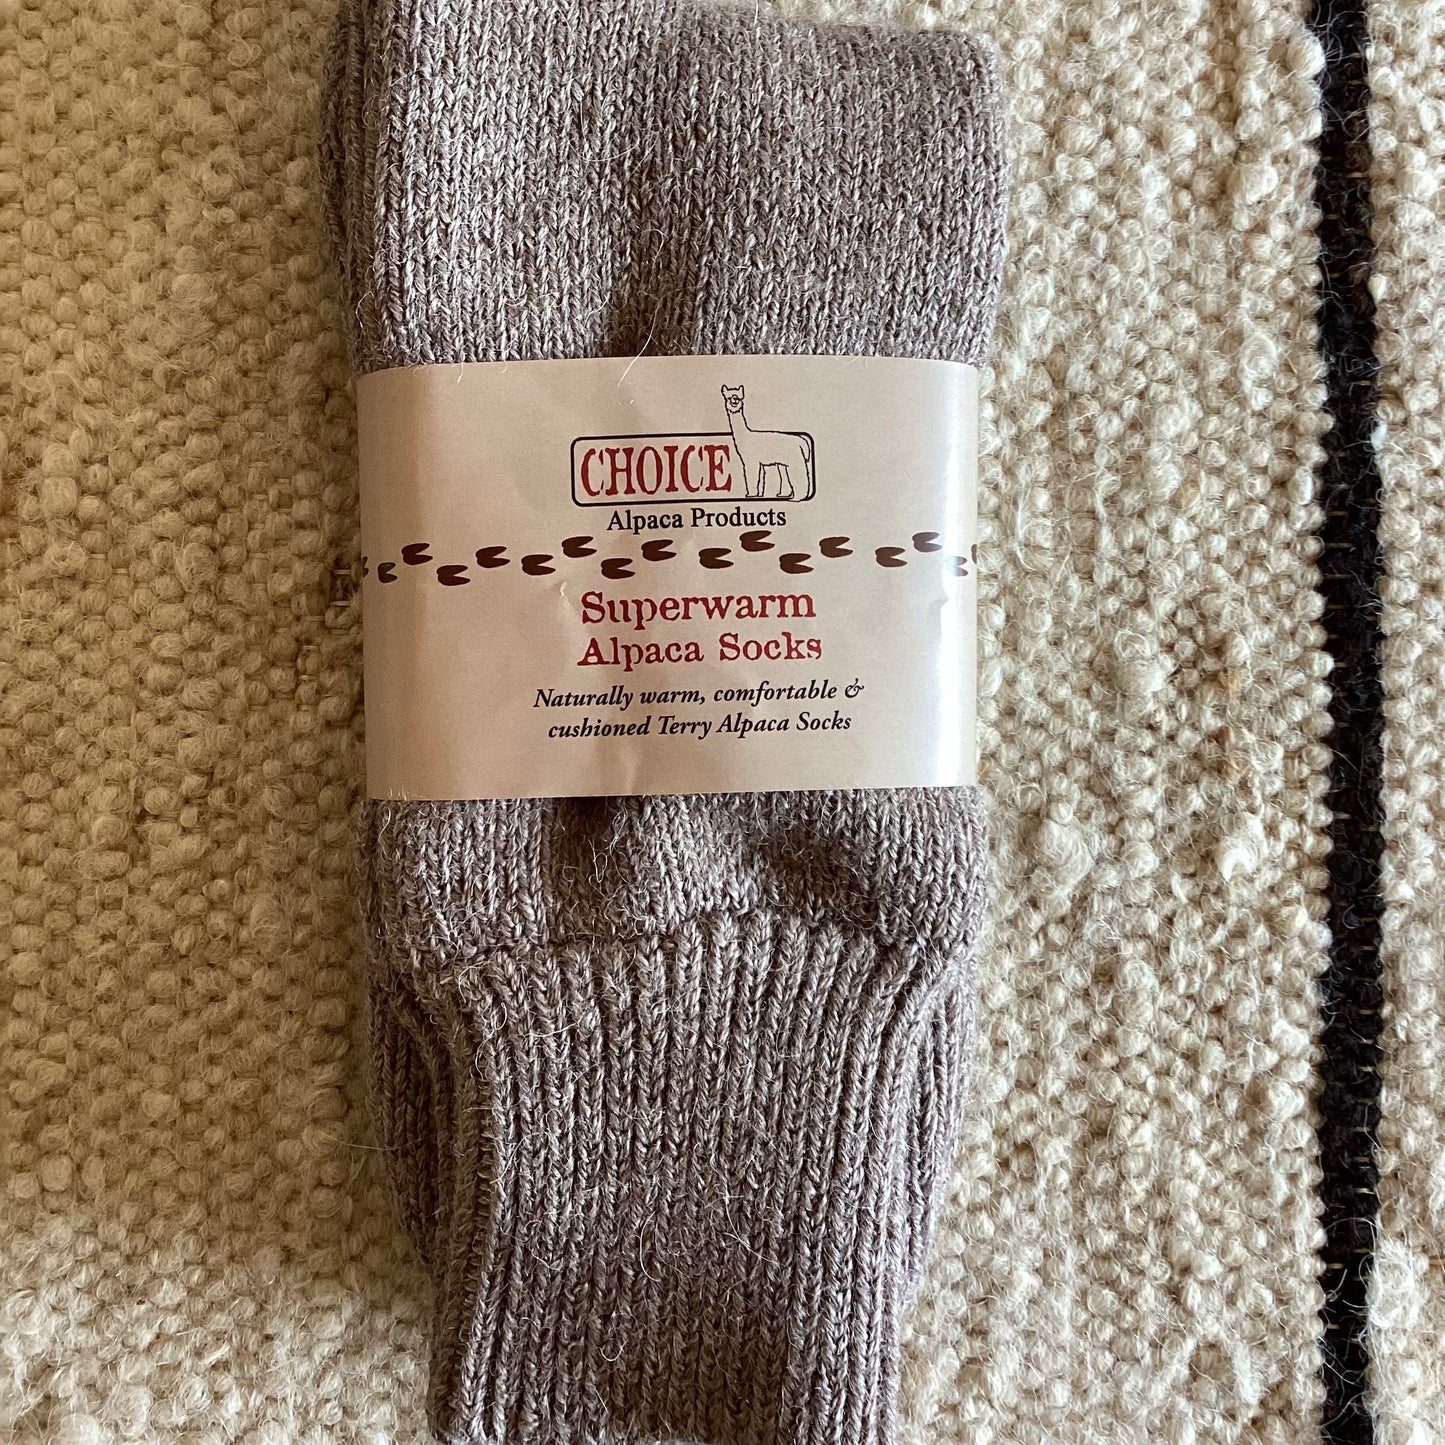 CHOICE
Alpaca Products
Superwarm
Alpaca Socks
Naturally warm, comfortable &
cushioned Terry Alpaca Socks